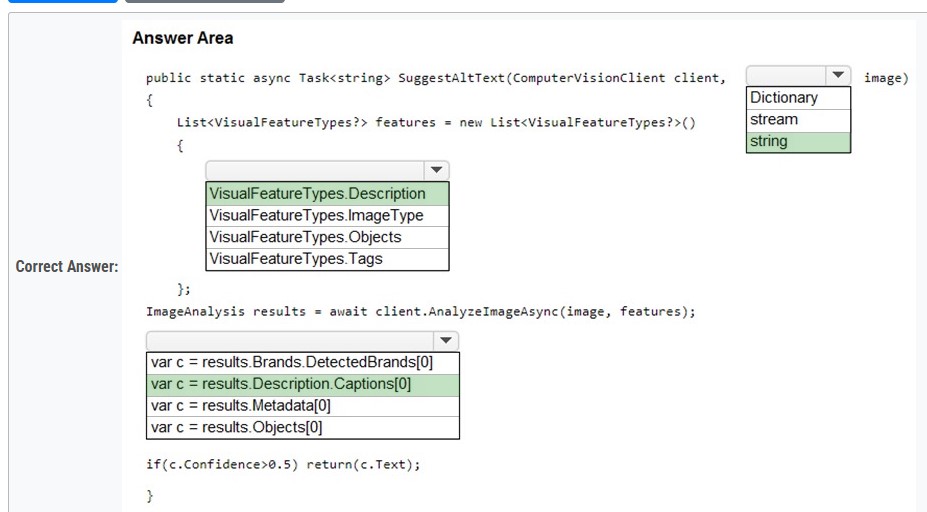 Answer Area
public static async Task<string> SuggestAltText(ComputerVisionClient client, image)
Dictionary
stream
string
{
List<VisualFeatureTypes?> features = new List<VisualFeatureTypes?>()
{
VisualFeatureTypes.Description
VisualFeatureTypes.ImageType
VisualFeatureTypes.Objects
VisualFeatureTypes.Tags
Correct Answer:
};
ImageAnalysis results = await client.AnalyzeImageAsync(image, features);
var c = results.Brands.DetectedBrands[0]
var c = results.Description.Captions[0]
var c = results.Metadata[0]
var c = results.Objects[0]
if(c.Confidence>0.5) return(c.Text);
}